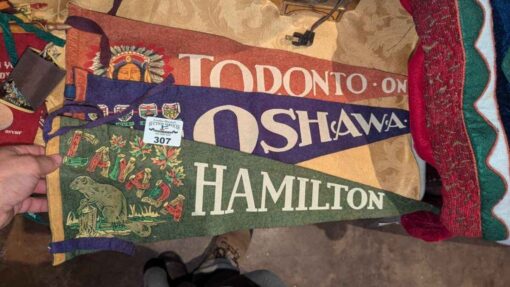 TORONTO · ON
OSHAWA ·
307
HAMILTON